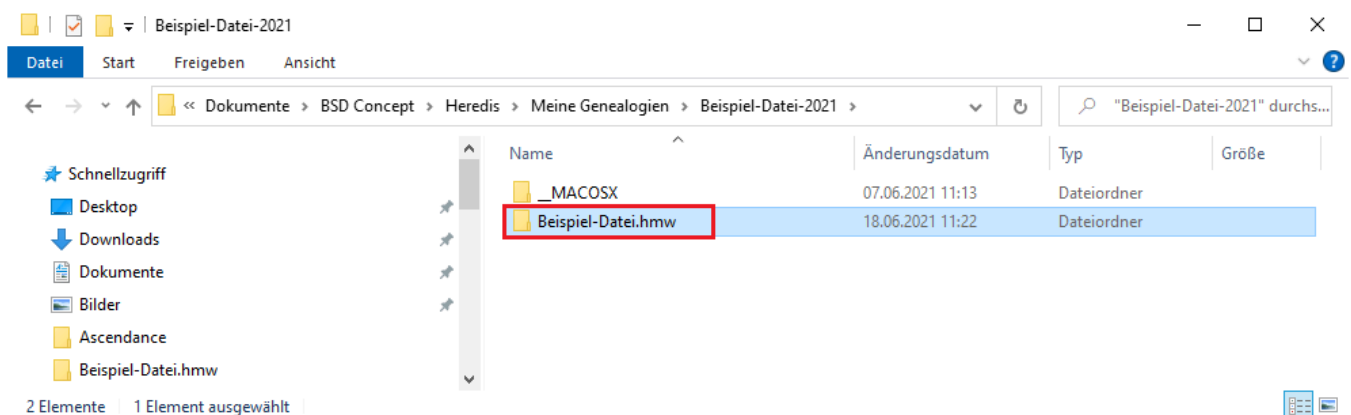 Beispiel-Datei-2021
Datei Start Freigeben Ansicht
« Dokumente > BSD Concept > Heredis > Meine Genealogien > Beispiel-Datei-2021 > "Beispiel-Datei-2021" durchs...
Name Änderungsdatum Typ Größe
Schnellzugriff
__MACOSX 07.06.2021 11:13 Dateiordner
Desktop
Beispiel-Datei.hmw 18.06.2021 11:22 Dateiordner
Downloads
Dokumente
Bilder
Ascendance
Beispiel-Datei.hmw
2 Elemente 1 Element ausgewählt